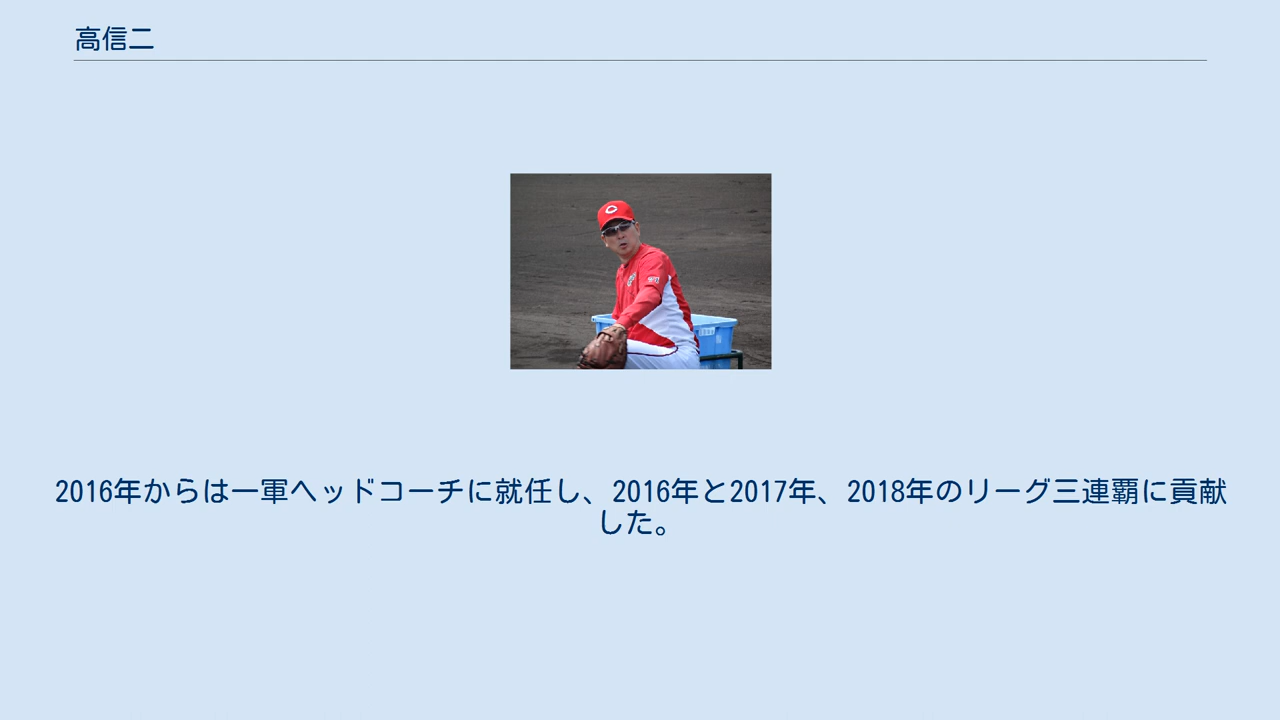 高信二
2016年からは一軍ヘッドコーチに就任し、2016年と2017年、2018年のリーグ三連覇に貢献
した。